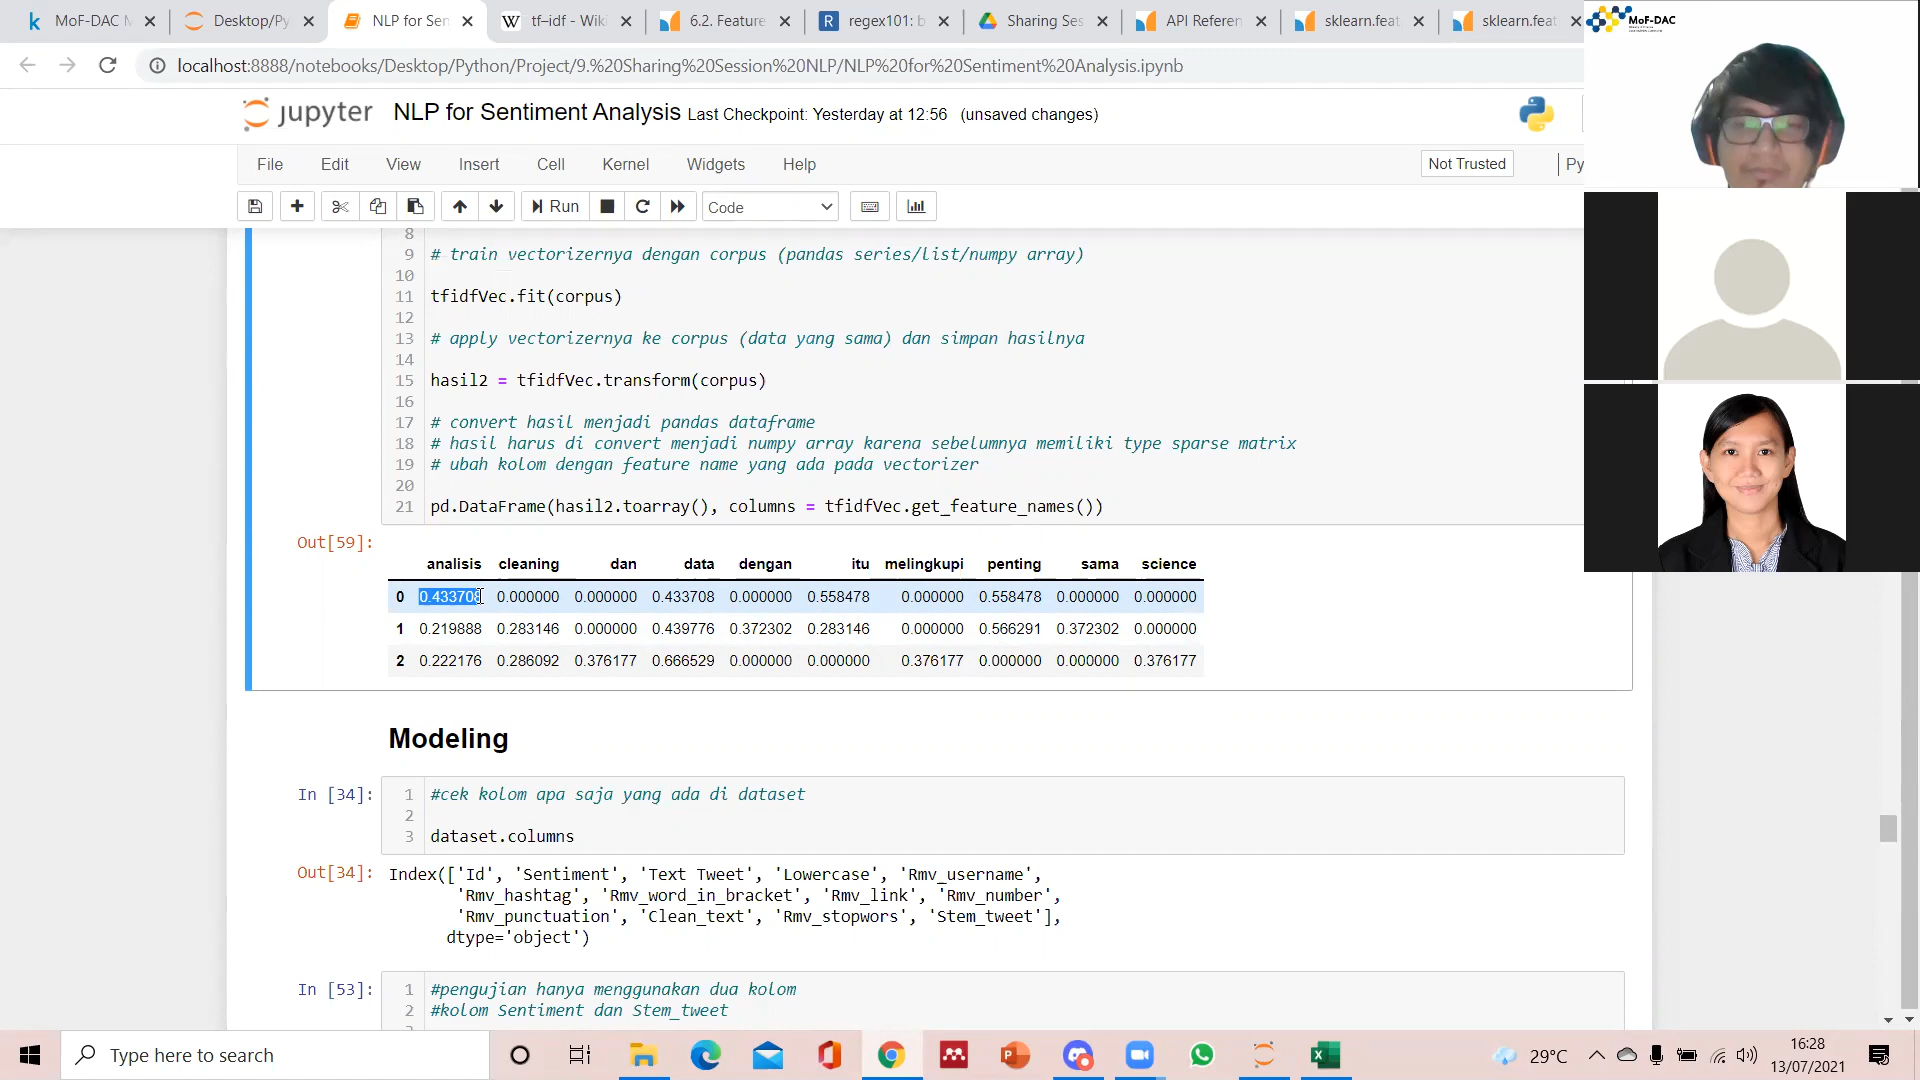 MoF-DAC M
Desktop/Py
NLP for Sen
tf–idf - Wiki
6.2. Feature
regex101: b
Sharing Ses
API Referen
sklearn.feat
sklearn.feat
MoF-DAC
localhost:8888/notebooks/Desktop/Python/Project/9.%20Sharing%20Session%20NLP/NLP%20for%20Sentiment%20Analysis.ipynb
jupyter NLP for Sentiment Analysis Last Checkpoint: Yesterday at 12:56 (unsaved changes)
File Edit View Insert Cell Kernel Widgets Help Not Trusted Py
Run Code
8
9 # train vectorizernya dengan corpus (pandas series/list/numpy array)
10
11 tfidfVec.fit(corpus)
12
13 # apply vectorizernya ke corpus (data yang sama) dan simpan hasilnya
14
15 hasil2 = tfidfVec.transform(corpus)
16
17 # convert hasil menjadi pandas dataframe
18 # hasil harus di convert menjadi numpy array karena sebelumnya memiliki type sparse matrix
19 # ubah kolom dengan feature name yang ada pada vectorizer
20
21 pd.DataFrame(hasil2.toarray(), columns = tfidfVec.get_feature_names())
Out[59]:
analisis cleaning dan data dengan itu melingkupi penting sama science
0 0.433708 0.000000 0.000000 0.433708 0.000000 0.558478 0.000000 0.558478 0.000000 0.000000
1 0.219888 0.283146 0.000000 0.439776 0.372302 0.283146 0.000000 0.566291 0.372302 0.000000
2 0.222176 0.286092 0.376177 0.666529 0.000000 0.000000 0.376177 0.000000 0.000000 0.376177
Modeling
In [34]: 1 #cek kolom apa saja yang ada di dataset
2
3 dataset.columns
Out[34]: Index(['Id', 'Sentiment', 'Text Tweet', 'Lowercase', 'Rmv_username',
'Rmv_hashtag', 'Rmv_word_in_bracket', 'Rmv_link', 'Rmv_number',
'Rmv_punctuation', 'Clean_text', 'Rmv_stopwors', 'Stem_tweet'],
dtype='object')
In [53]: 1 #pengujian hanya menggunakan dua kolom
2 #kolom Sentiment dan Stem_tweet
Type here to search
29°C
16:28
13/07/2021